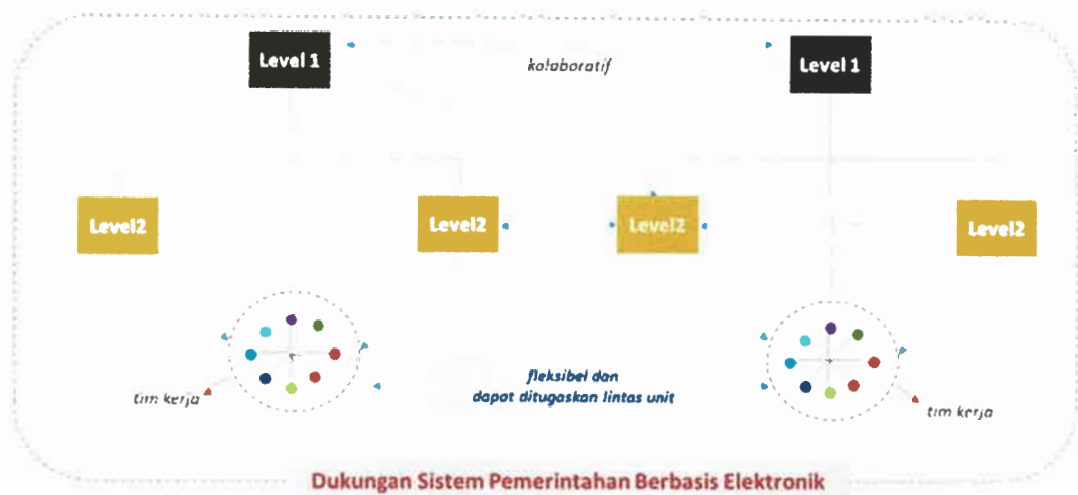 Level 1
kolaboratif
Level 1
Level2
Level2
Level2
Level2
tim kerja
fleksibel dan
dapat ditugaskan lintas unit
tim kerja
Dukungan Sistem Pemerintahan Berbasis Elektronik